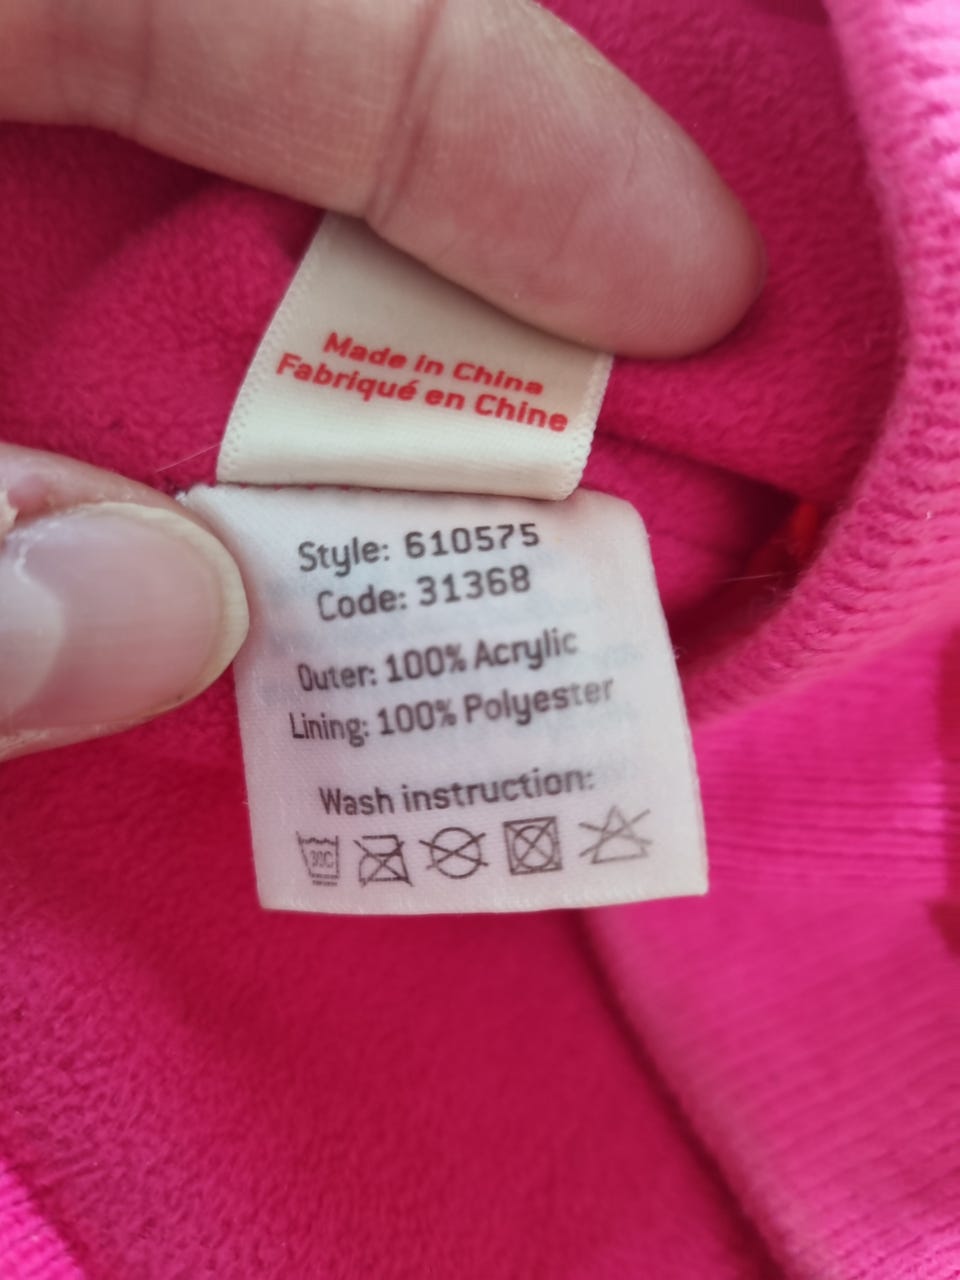 Made in China
Fabriqué en Chine
Style: 610575
Code: 31368
Outer: 100% Acrylic
Lining: 100% Polyester
Wash instruction:
30C